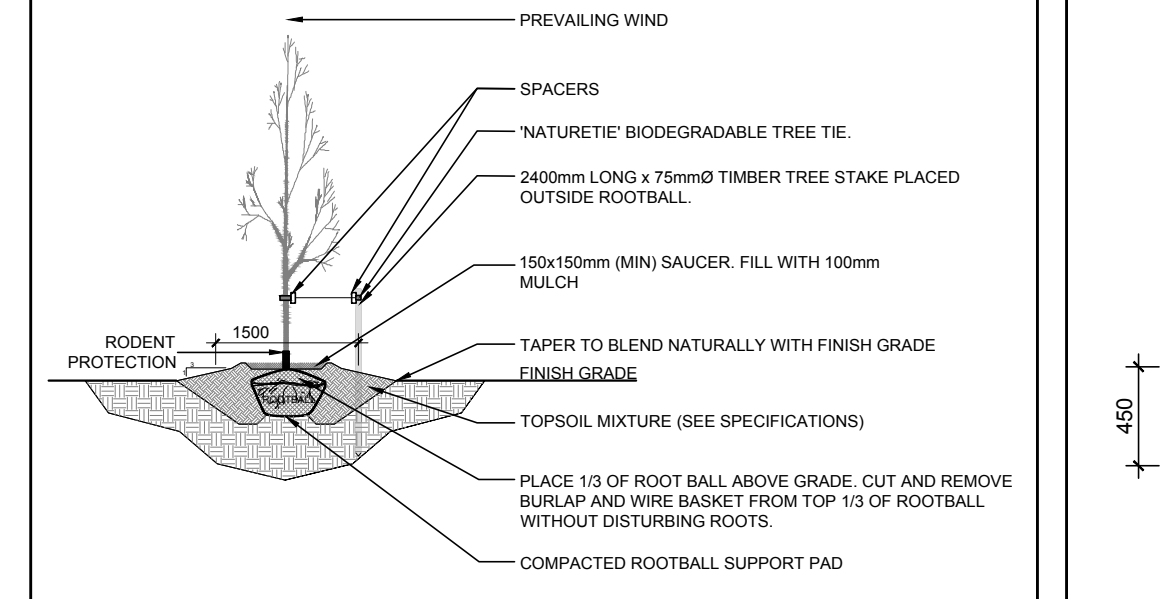 PREVAILING WIND
SPACERS
'NATURETIE' BIODEGRADABLE TREE TIE.
2400mm LONG x 75mmØ TIMBER TREE STAKE PLACED
OUTSIDE ROOTBALL.
150x150mm (MIN) SAUCER. FILL WITH 100mm
MULCH
1500
RODENT
PROTECTION
3
1
TAPER TO BLEND NATURALLY WITH FINISH GRADE
FINISH GRADE
ROOTBALL
450
TOPSOIL MIXTURE (SEE SPECIFICATIONS)
PLACE 1/3 OF ROOT BALL ABOVE GRADE. CUT AND REMOVE
BURLAP AND WIRE BASKET FROM TOP 1/3 OF ROOTBALL
WITHOUT DISTURBING ROOTS.
COMPACTED ROOTBALL SUPPORT PAD